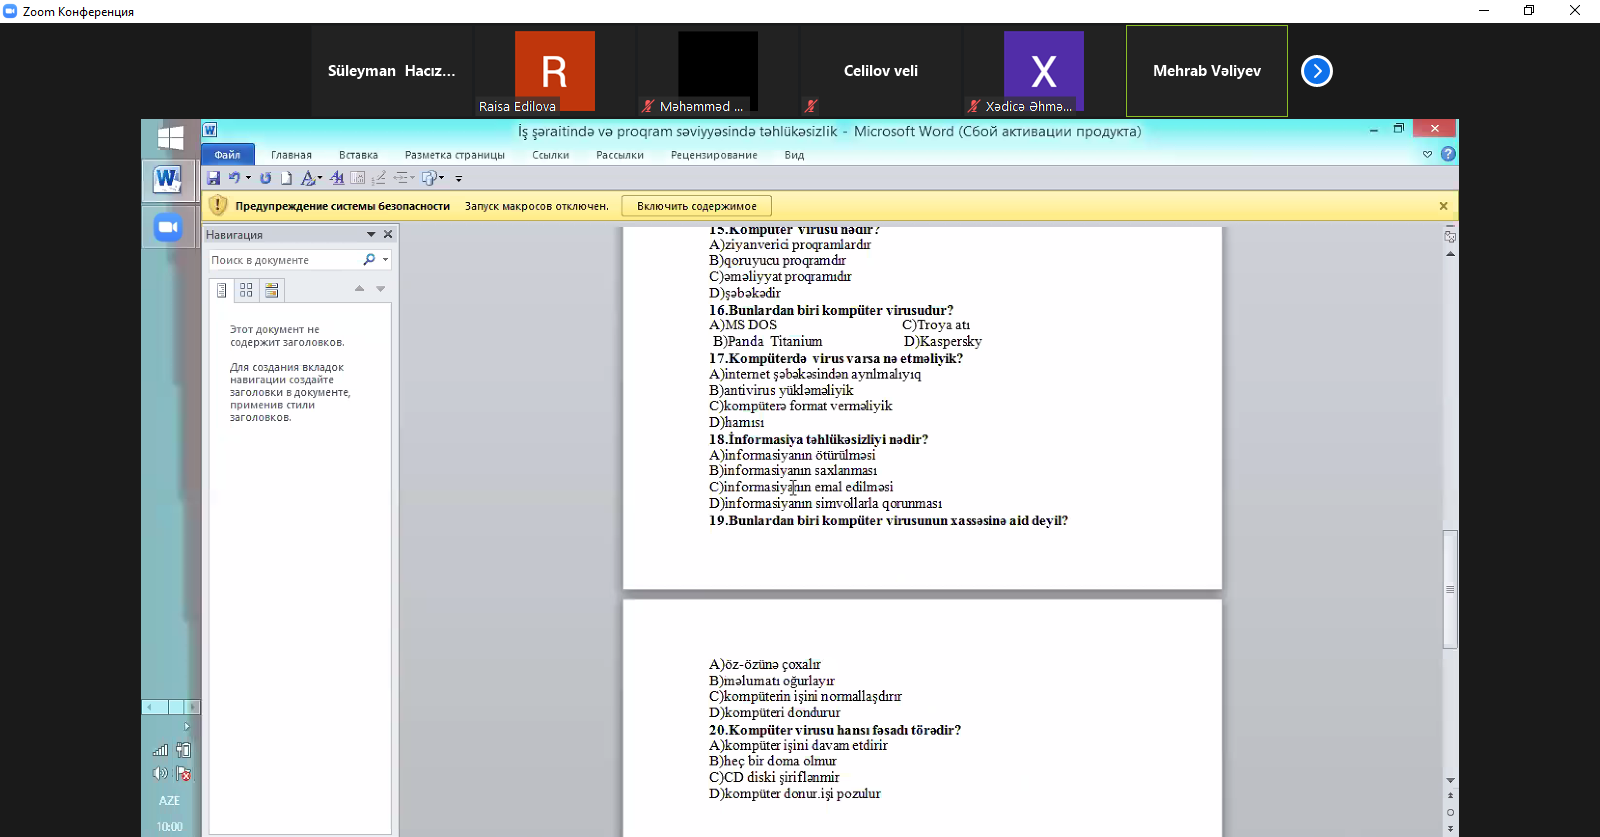 Zoom Конференция
Süleyman Hacız...
R
Raisa Edilova
Məhəmməd ...
Celilov veli
X
Xədicə Əhmə...
Mehrab Vəliyev
İş şəraitində və proqram səviyyəsində təhlükəsizlik - Microsoft Word (Сбой активации продукта)
Файл Главная Вставка Разметка страницы Ссылки Рассылки Рецензирование Вид
Предупреждение системы безопасности Запуск макросов отключен. Включить содержимое
Навигация
Поиск в документе
Этот документ не
содержит заголовков.
Для создания вкладок
навигации создайте
заголовки в документе,
применив стили
заголовков.
15.Kompüter virusu nədir?
A)ziyanverici proqramlardır
B)qoruyucu proqramdır
C)əməliyyat proqramıdır
D)şəbəkədir
16.Bunlardan biri kompüter virusudur?
A)MS DOS C)Troya atı
B)Panda Titanium D)Kaspersky
17.Kompüterdə virus varsa nə etməliyik?
A)internet şəbəkəsindən ayrılmalıyıq
B)antivirus yükləməliyik
C)kompüterə format verməliyik
D)hamısı
18.İnformasiya təhlükəsizliyi nədir?
A)informasiyanın ötürülməsi
B)informasiyanın saxlanması
C)informasiyanın emal edilməsi
D)informasiyanın simvollarla qorunması
19.Bunlardan biri kompüter virusunun xassəsinə aid deyil?
A)öz-özünə çoxalır
B)məlumatı oğurlayır
C)kompüterin işini normallaşdırır
D)kompüteri dondurur
20.Kompüter virusu hansı fəsadı törədir?
A)kompüter işini davam etdirir
B)heç bir doma olmur
C)CD diski şiriflənmir
D)kompüter donur.işi pozulur
AZE
10:00